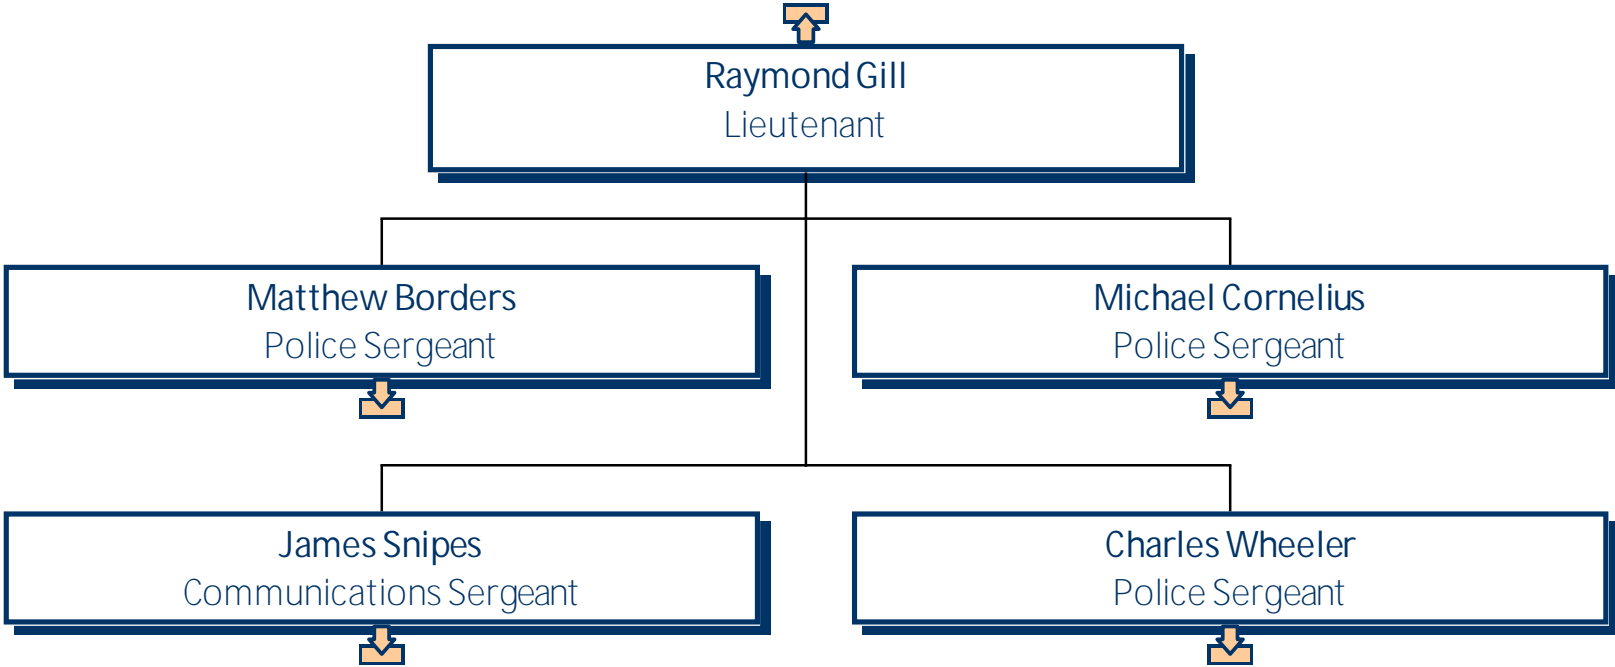 Raymond Gill
Lieutenant
Matthew Borders
Police Sergeant
Michael Cornelius
Police Sergeant
James Snipes
Communications Sergeant
Charles Wheeler
Police Sergeant